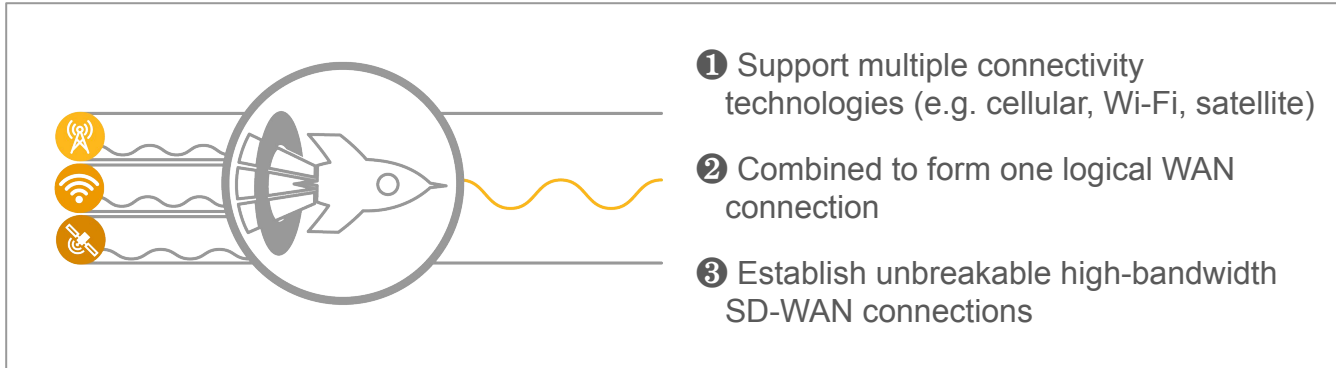 ❶ Support multiple connectivity
technologies (e.g. cellular, Wi-Fi, satellite)
❷ Combined to form one logical WAN
connection
❸ Establish unbreakable high-bandwidth
SD-WAN connections